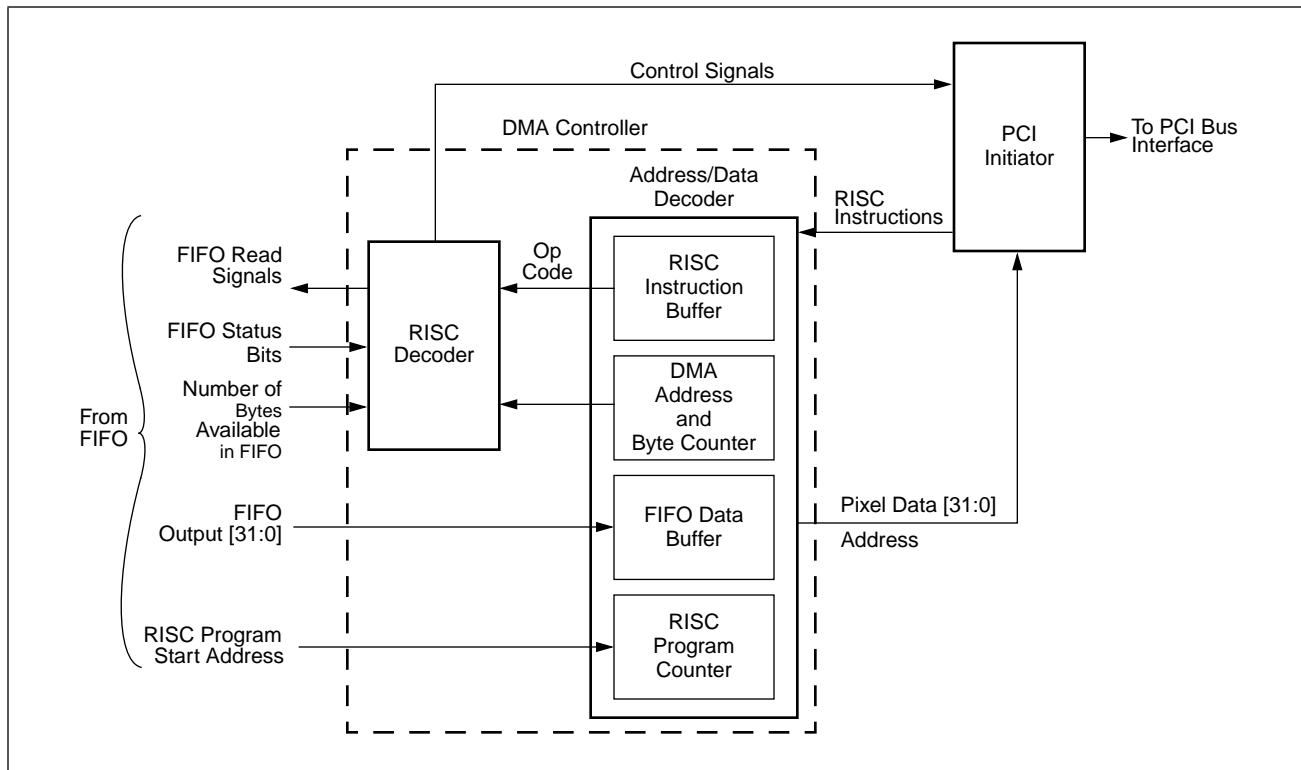 Control Signals
PCI
Initiator
To PCI Bus
Interface
DMA Controller
Address/Data
Decoder
RISC
Instructions
FIFO Read
Signals
Op
Code
RISC
Instruction
Buffer
RISC
Decoder
FIFO Status
Bits
Number of
Bytes
Available
in FIFO
DMA
Address
and
Byte Counter
From
FIFO
FIFO
Output [31:0]
FIFO Data
Buffer
Pixel Data [31:0]
Address
RISC Program
Start Address
RISC
Program
Counter